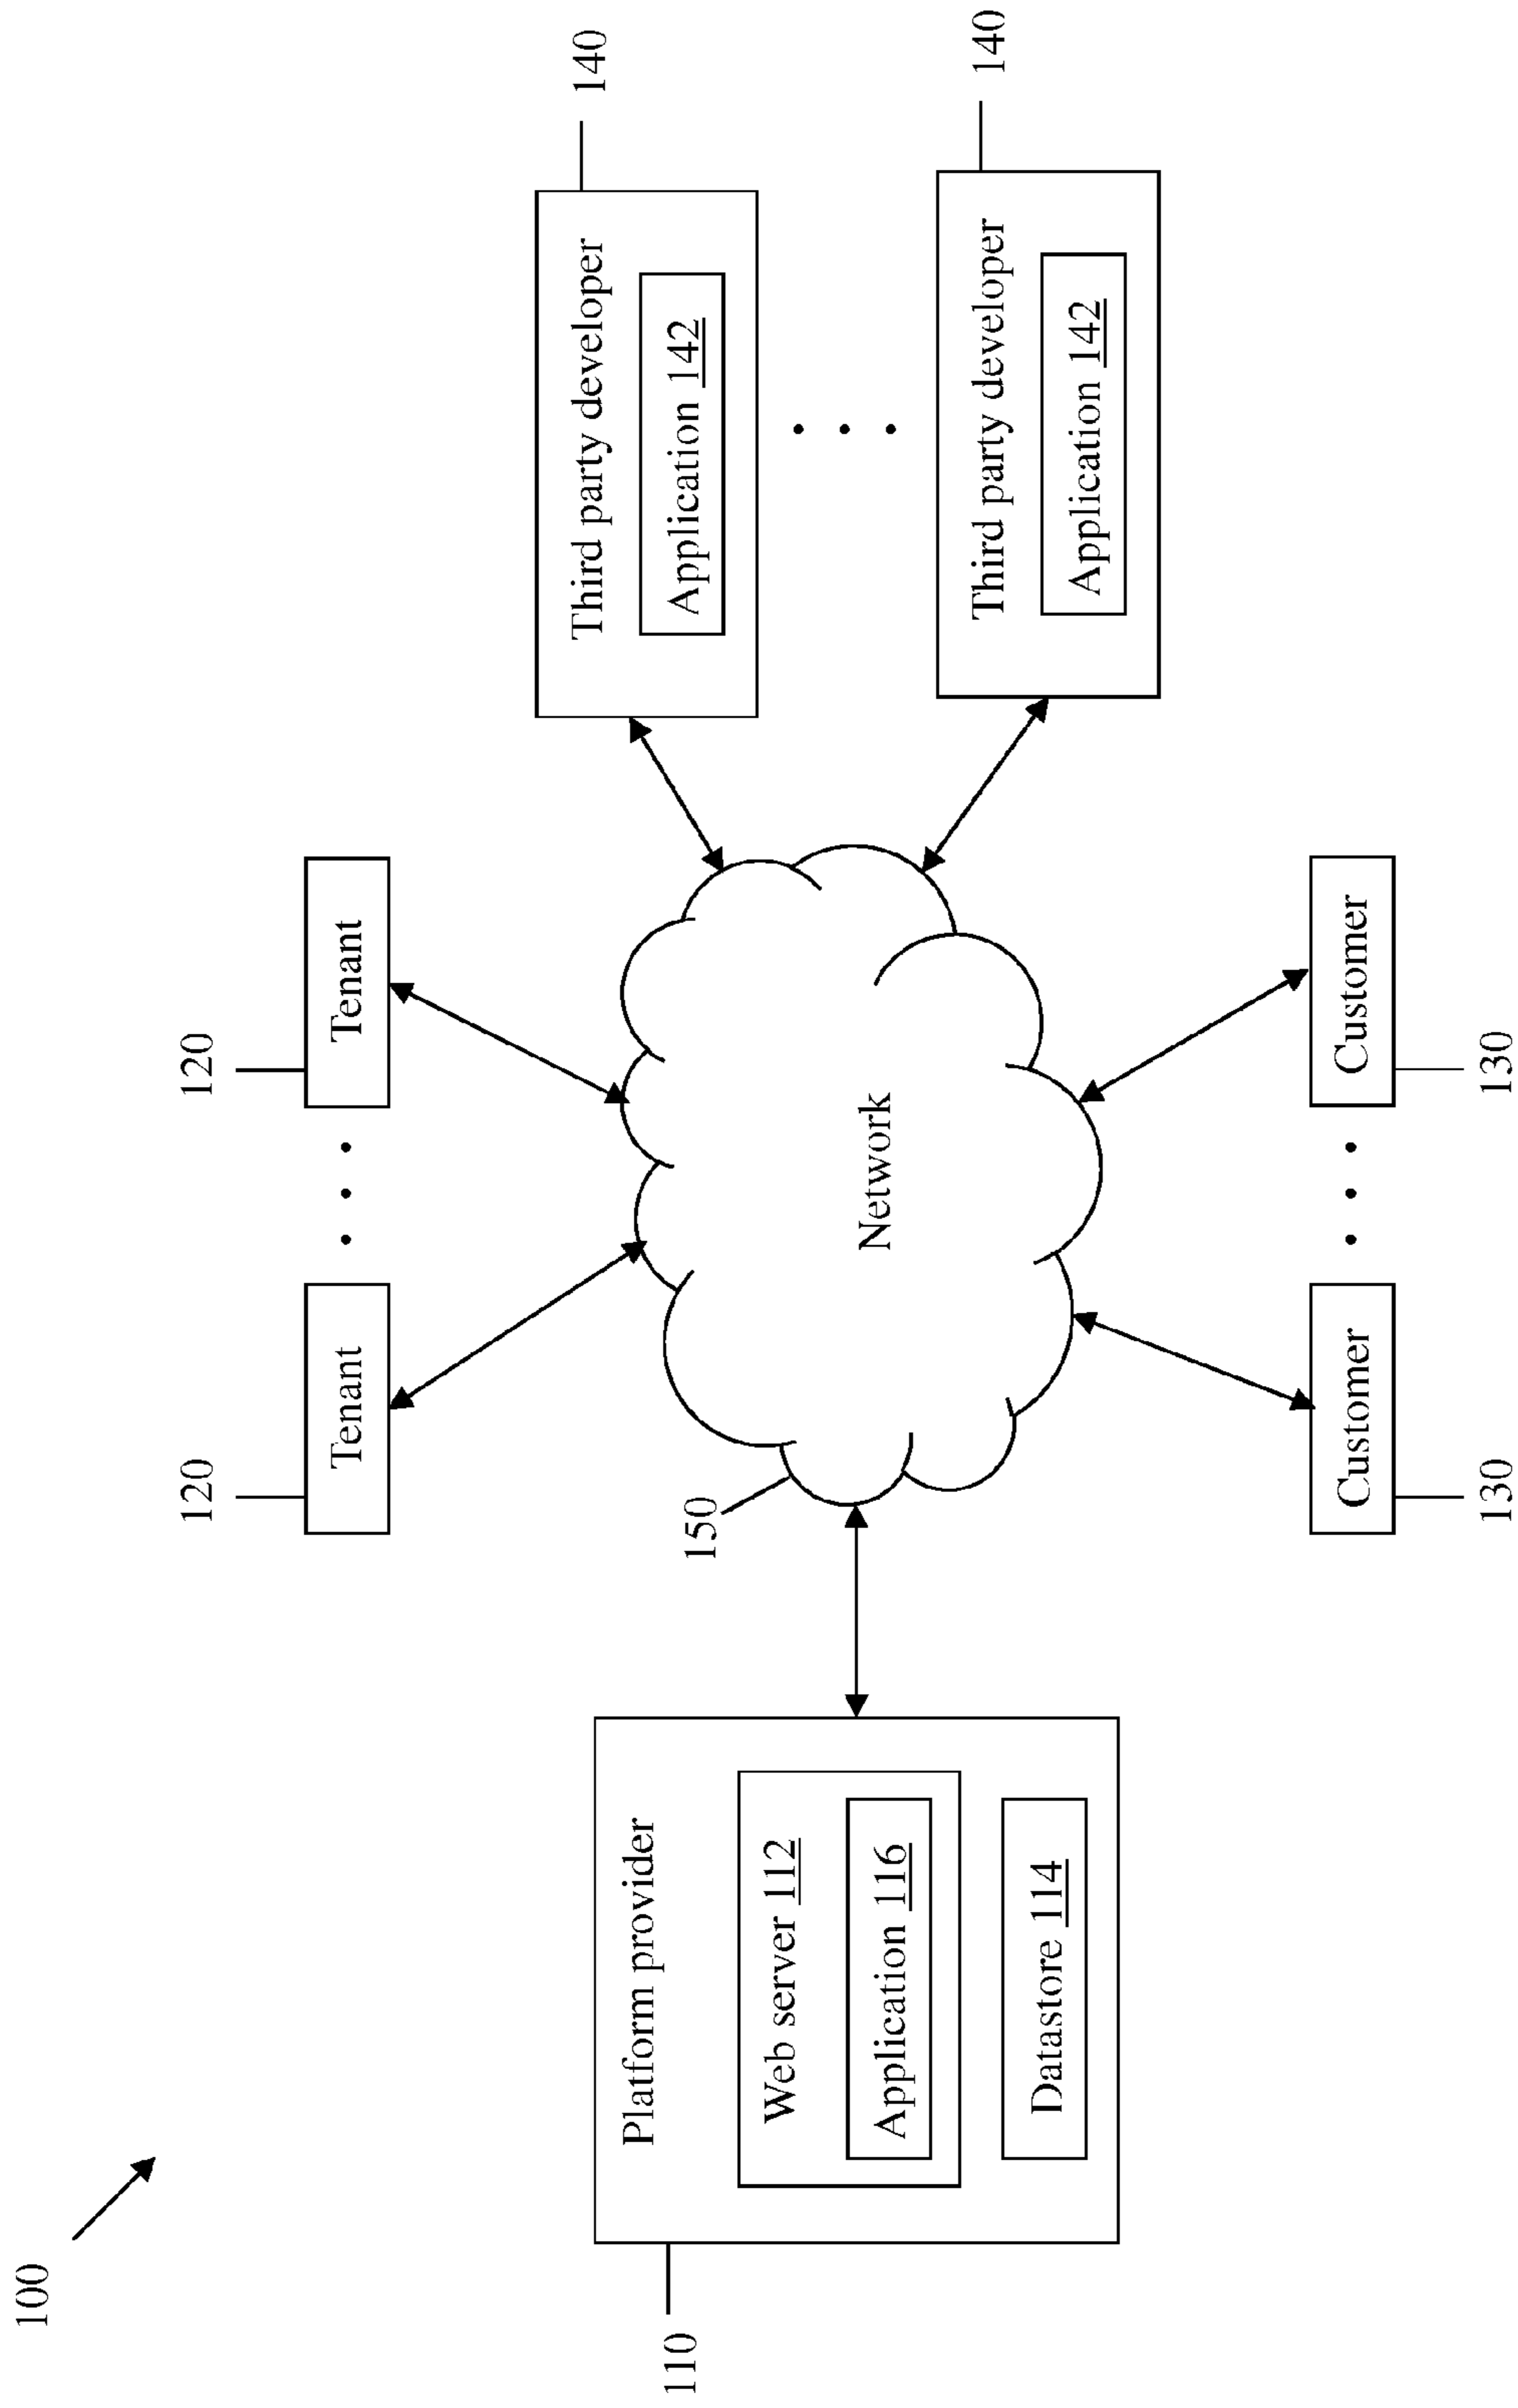 100
110
Platform provider
Web server 112
Application 116
Datastore 114
120
Tenant
120
Tenant
150
Network
130
Customer
130
Customer
140
Third party developer
Application 142
140
Third party developer
Application 142